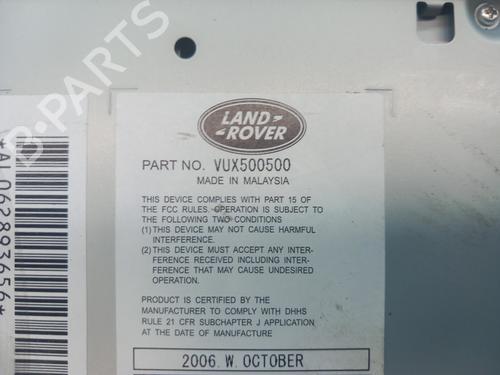 LAND
ROVER
PART NO. VUX500500
MADE IN MALAYSIA
THIS DEVICE COMPLIES WITH PART 15 OF
THE FCC RULES. OPERATION IS SUBJECT TO
THE FOLLOWING TWO CONDITIONS
(1) THIS DEVICE MAY NOT CAUSE HARMFUL
INTERFERENCE.
(2) THIS DEVICE MUST ACCEPT ANY INTER-
FERENCE RECEIVED INCLUDING INTER-
FERENCE THAT MAY CAUSE UNDESIRED
OPERATION.
PRODUCT IS CERTIFIED BY THE
MANUFACTURER TO COMPLY WITH DHHS
RULE 21 CFR SUBCHAPTER J APPLICATION
AT THE DATE OF MANUFACTURE
2006 W OCTOBER
*AL062893656*
B-PARTS